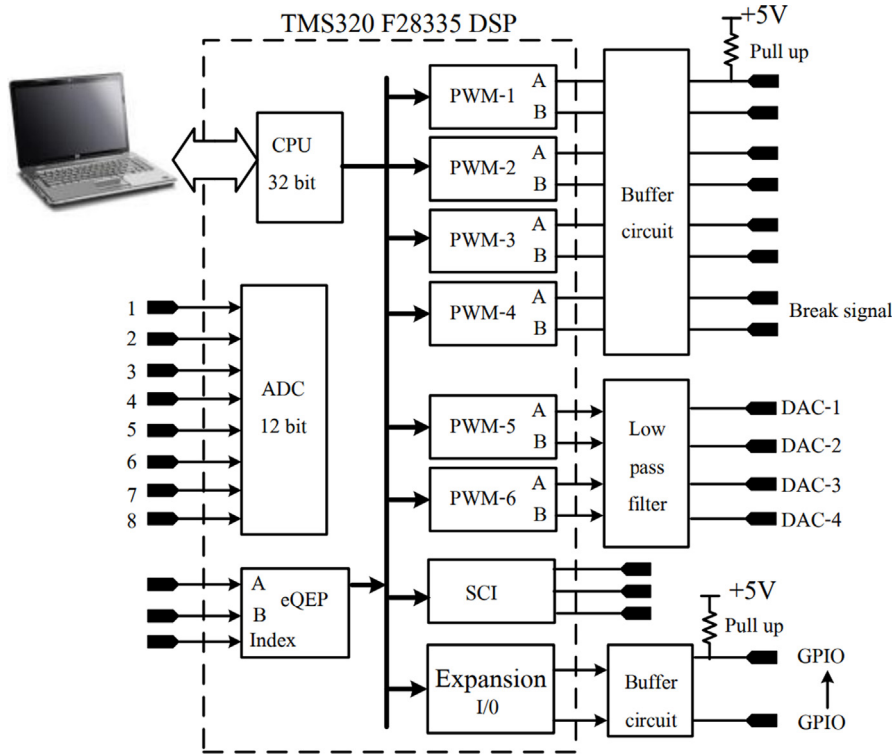 TMS320 F28335 DSP
+5V
Pull up
CPU
32 bit
PWM-1
A
B
PWM-2
A
B
PWM-3
A
B
PWM-4
A
B
Buffer
circuit
Break signal
1
2
3
4
5
6
7
8
ADC
12 bit
PWM-5
A
B
PWM-6
A
B
Low
pass
filter
DAC-1
DAC-2
DAC-3
DAC-4
A
B
Index
eQEP
SCI
+5V
Pull up
Expansion
I/0
Buffer
circuit
GPIO
GPIO